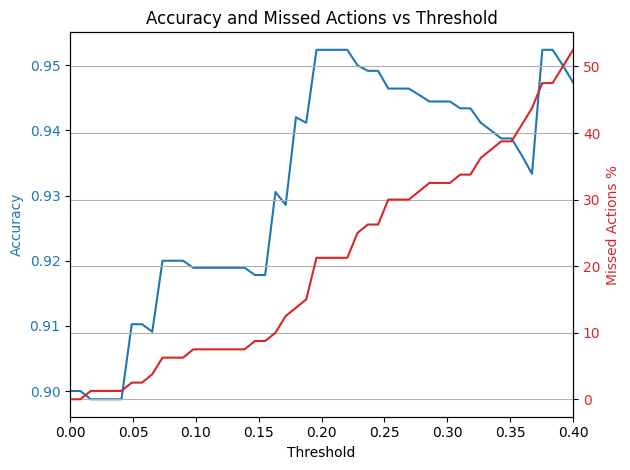 Accuracy and Missed Actions vs Threshold
0.95
0.94
0.93
0.92
0.91
0.90
Accuracy
50
40
30
20
10
0
Missed Actions %
0.00 0.05 0.10 0.15 0.20 0.25 0.30 0.35 0.40
Threshold